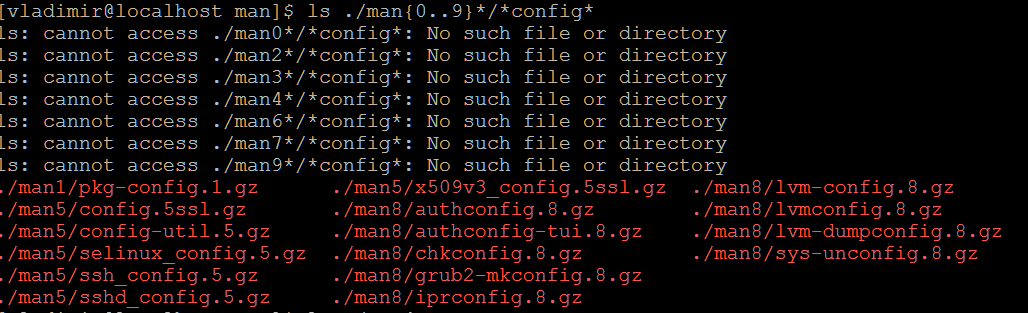 [vladimir@localhost man]$ ls ./man{0..9}*/*config*
ls: cannot access ./man0*/*config*: No such file or directory
ls: cannot access ./man2*/*config*: No such file or directory
ls: cannot access ./man3*/*config*: No such file or directory
ls: cannot access ./man4*/*config*: No such file or directory
ls: cannot access ./man6*/*config*: No such file or directory
ls: cannot access ./man7*/*config*: No such file or directory
ls: cannot access ./man9*/*config*: No such file or directory
./man1/pkg-config.1.gz ./man5/x509v3_config.5ssl.gz ./man8/lvm-config.8.gz
./man5/config.5ssl.gz ./man8/authconfig.8.gz ./man8/lvmconfig.8.gz
./man5/config-util.5.gz ./man8/authconfig-tui.8.gz ./man8/lvm-dumpconfig.8.gz
./man5/selinux_config.5.gz ./man8/chkconfig.8.gz ./man8/sys-unconfig.8.gz
./man5/ssh_config.5.gz ./man8/grub2-mkconfig.8.gz
./man5/sshd_config.5.gz ./man8/iprconfig.8.gz